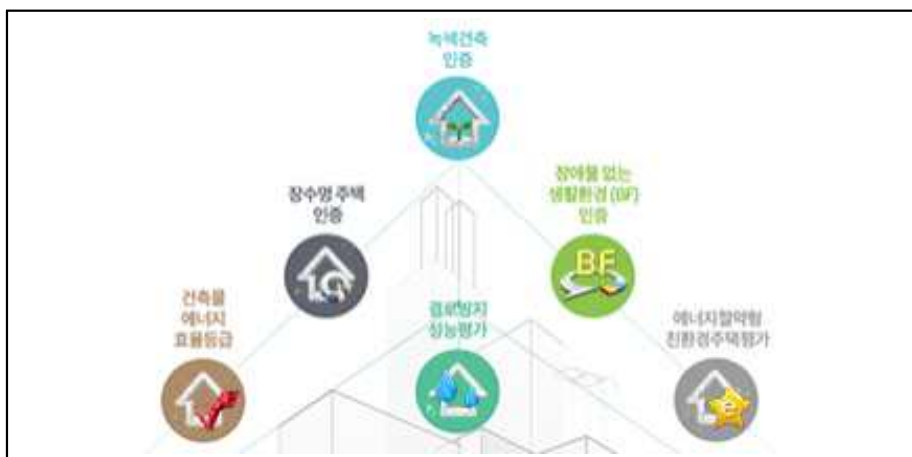 녹색건축
인증
장수명 주택
인증
장애물 없는
생활환경 (BF)
인증
BF
건축물
에너지
효율등급
결로방지
성능평가
에너지절약형
친환경주택평가